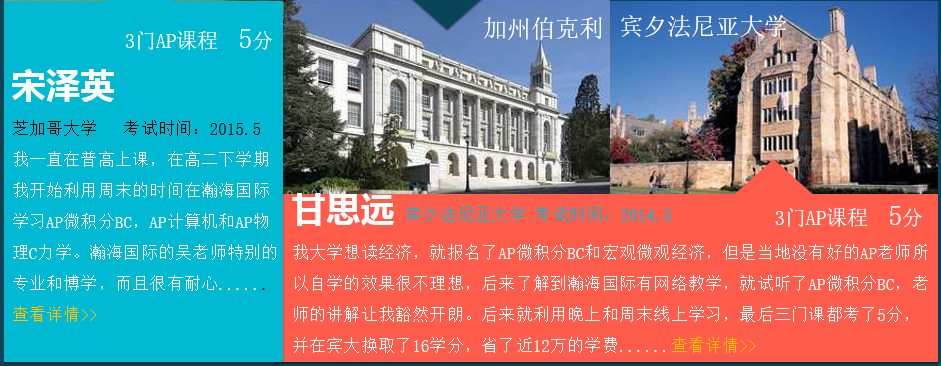 3门AP课程 5分
宋泽英
芝加哥大学 考试时间：2015.5
我一直在普高上课，在高二下学期
我开始利用周末的时间在瀚海国际
学习AP微积分BC，AP计算机和AP物
理C力学。瀚海国际的吴老师特别的
专业和博学，而且很有耐心......
查看详情>>
加州伯克利
宾夕法尼亚大学
甘思远 宾夕法尼亚大学 考试时间：2014.5
3门AP课程 5分
我大学想读经济，就报名了AP微积分BC和宏观微观经济，但是当地没有好的AP老师所
以自学的效果很不理想，后来了解到瀚海国际有网络教学，就试听了AP微积分BC，老
师的讲解让我豁然开朗。后来就利用晚上和周末线上学习，最后三门课都考了5分，
并在宾大换取了16学分，省了近12万的学费......查看详情>>